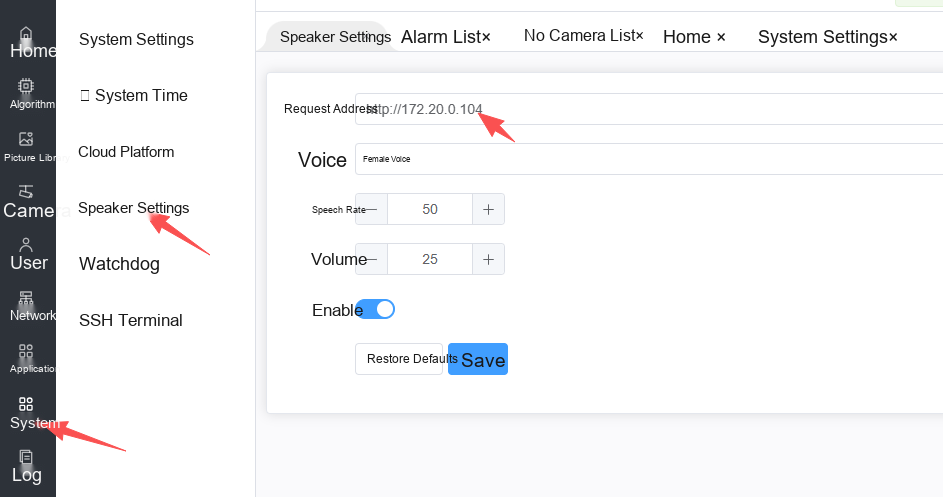 Home
Algorithm
Picture Library
Camera
User
Network
Application
System
Log
System Settings
System Time
Cloud Platform
Speaker Settings
Watchdog
SSH Terminal
Speaker Settings Alarm List× No Camera List× Home × System Settings×
Request Address http://172.20.0.104
Voice Female Voice
Speech Rate — 50 +
Volume — 25 +
Enable
Restore Defaults Save